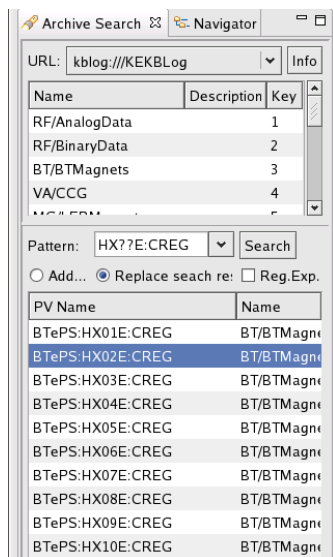 Archive Search Navigator
URL: kblog:///KEKBLog Info
Name Description Key
RF/AnalogData 1
RF/BinaryData 2
BT/BTMagnets 3
VA/CCG 4
Pattern: HX??E:CREG Search
Add... Replace seach re: Reg.Exp.
PV Name Name
BTePS:HX01E:CREG BT/BTMagne
BTePS:HX02E:CREG BT/BTMagne
BTePS:HX03E:CREG BT/BTMagne
BTePS:HX04E:CREG BT/BTMagne
BTePS:HX05E:CREG BT/BTMagne
BTePS:HX06E:CREG BT/BTMagne
BTePS:HX07E:CREG BT/BTMagne
BTePS:HX08E:CREG BT/BTMagne
BTePS:HX09E:CREG BT/BTMagne
BTePS:HX10E:CREG BT/BTMagne